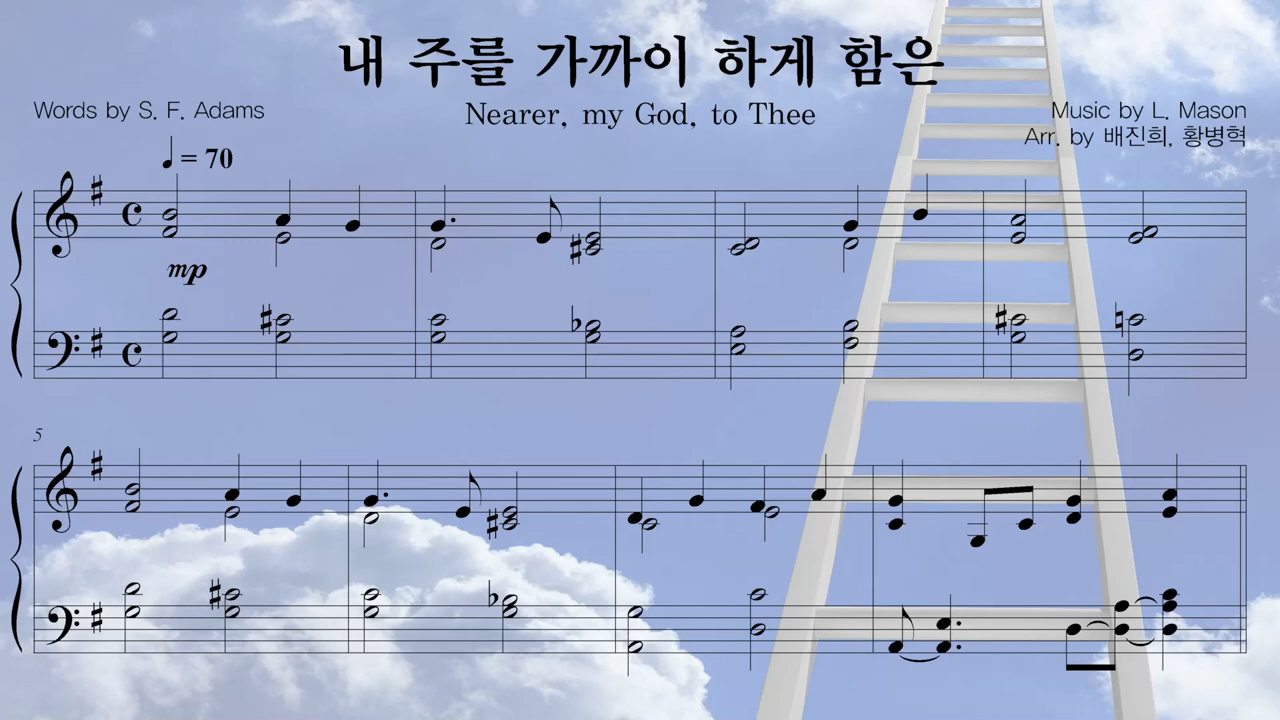 내 주를 가까이 하게 함은
Words by S. F. Adams
Nearer, my God, to Thee
Music by L. Mason
Arr. by 배진희, 황병혁
♩ = 70
mp
5